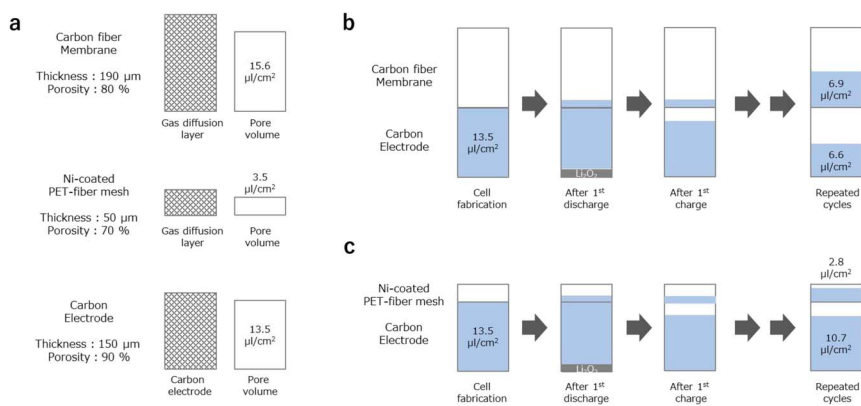 a
Carbon fiber
Membrane
Thickness : 190 μm
Porosity : 80 %
15.6
μl/cm²
Gas diffusion
layer
Pore
volume
Ni-coated
PET-fiber mesh
Thickness : 50 μm
Porosity : 70 %
3.5
μl/cm²
Gas diffusion
layer
Pore
volume
Carbon
Electrode
Thickness : 150 μm
Porosity : 90 %
13.5
μl/cm²
Carbon
electrode
Pore
volume
b
Carbon fiber
Membrane
Carbon
Electrode
13.5
μl/cm²
Li₂O₂
6.9
μl/cm²
6.6
μl/cm²
Cell
fabrication
After 1st
discharge
After 1st
charge
Repeated
cycles
c
Ni-coated
PET-fiber mesh
Carbon
Electrode
13.5
μl/cm²
Li₂O₂
2.8
μl/cm²
10.7
μl/cm²
Cell
fabrication
After 1st
discharge
After 1st
charge
Repeated
cycles